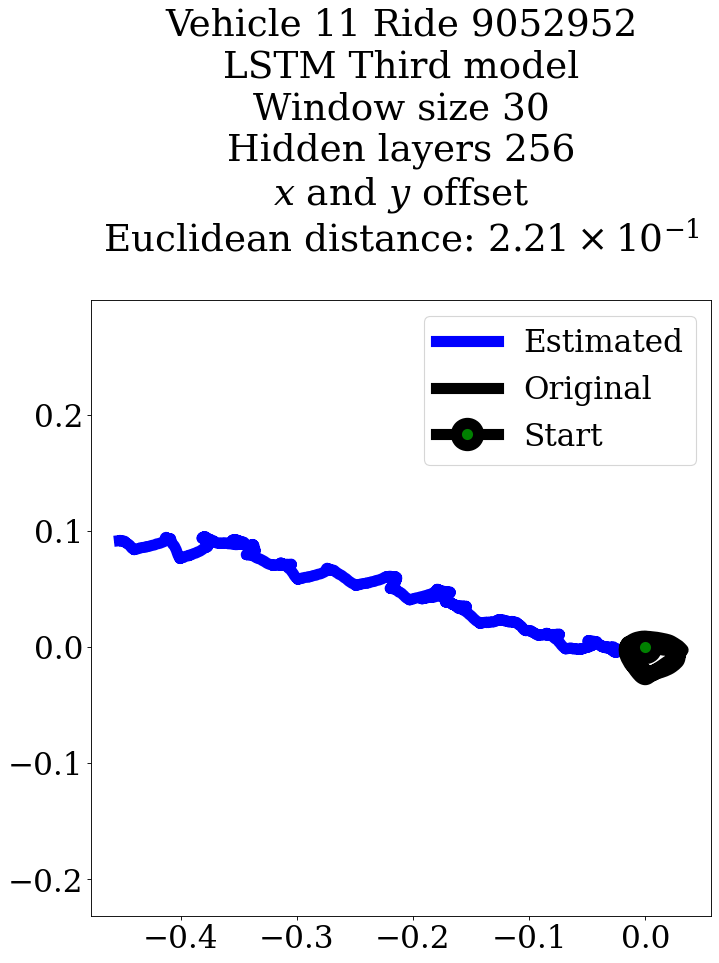 Vehicle 11 Ride 9052952
LSTM Third model
Window size 30
Hidden layers 256
x and y offset
Euclidean distance: 2.21 × 10⁻¹
Estimated
Original
Start
0.2
0.1
0.0
−0.1
−0.2
−0.4 −0.3 −0.2 −0.1 0.0